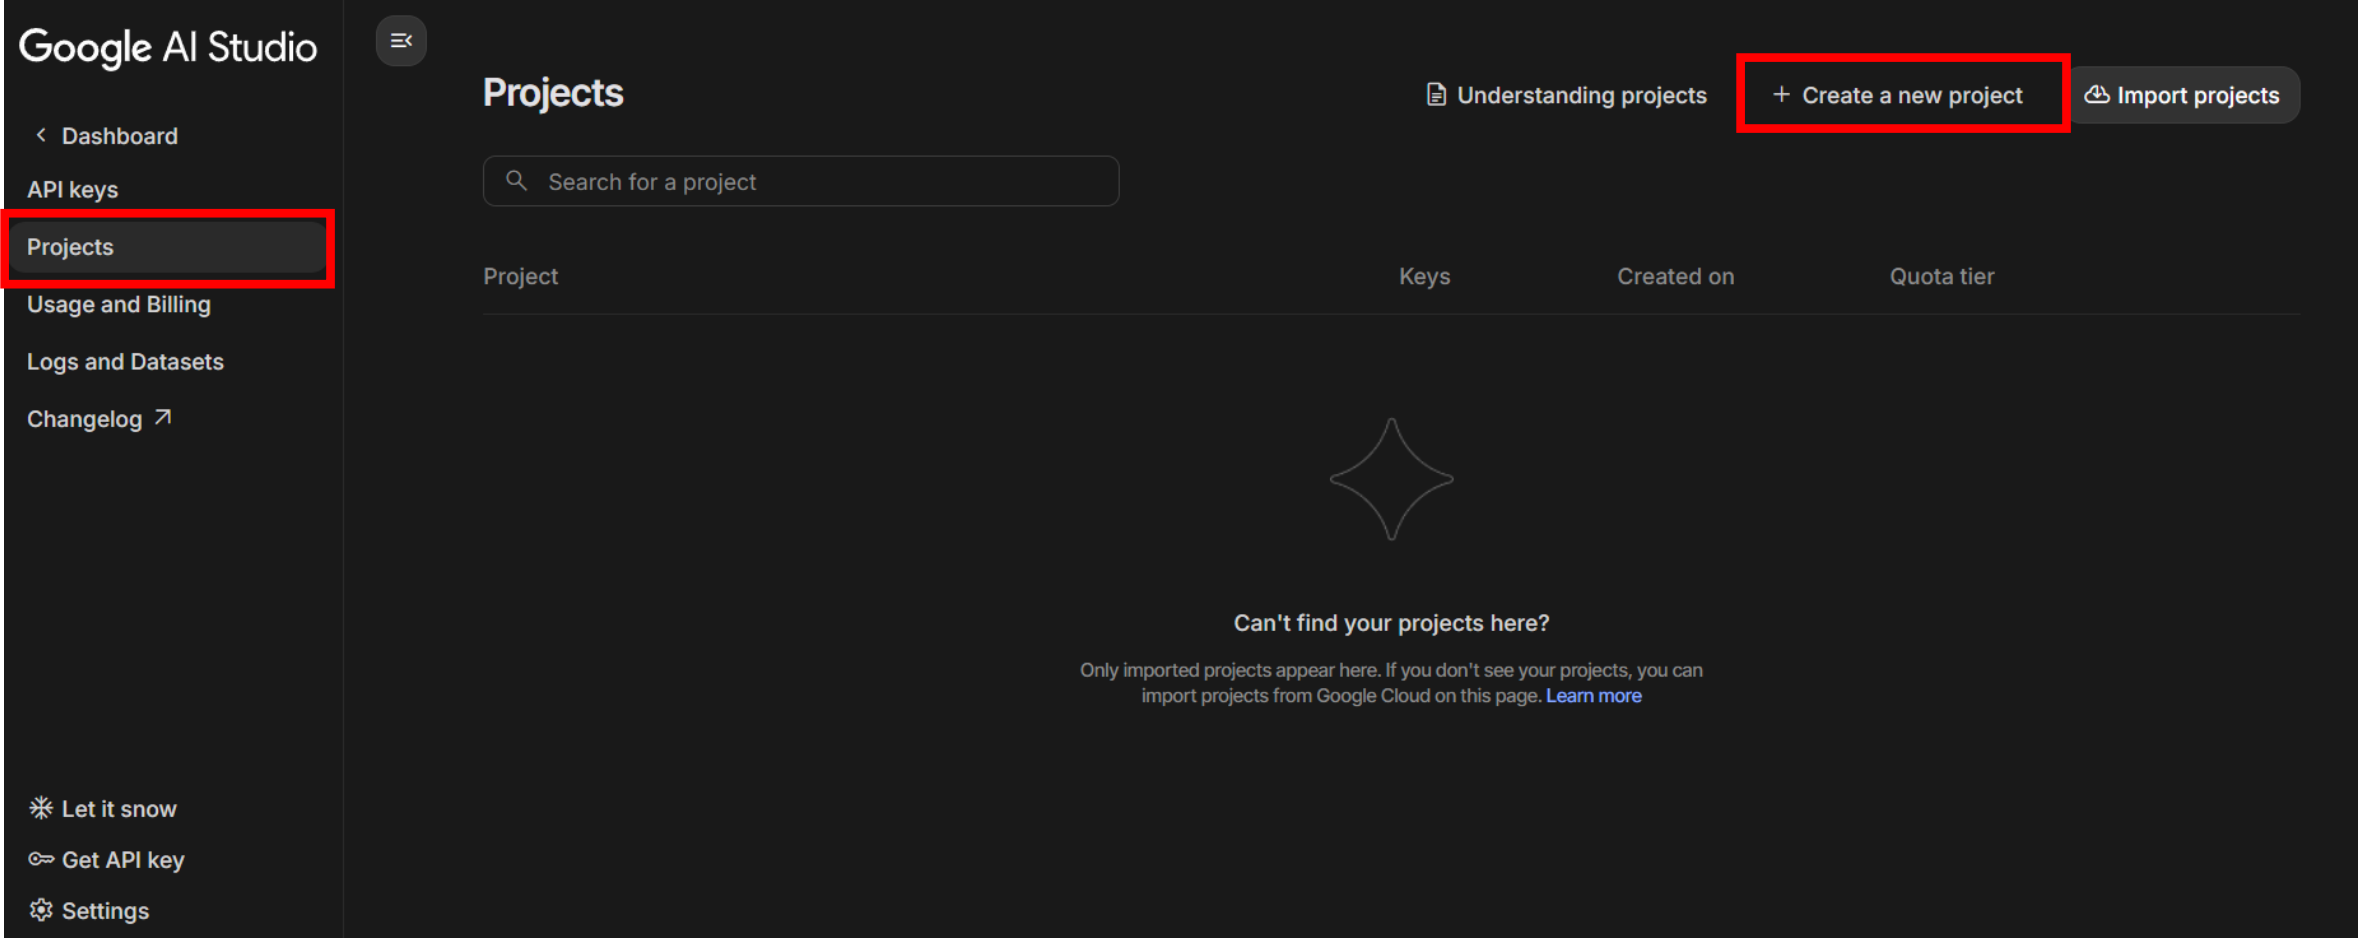 Google AI Studio
Dashboard
API keys
Projects
Usage and Billing
Logs and Datasets
Changelog
Let it snow
Get API key
Settings
Projects
Understanding projects
Create a new project
Import projects
Search for a project
Project Keys Created on Quota tier
Can't find your projects here?
Only imported projects appear here. If you don't see your projects, you can
import projects from Google Cloud on this page. Learn more